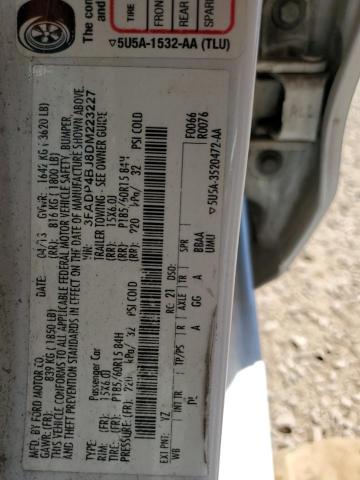 TIRE
FRONT
REAR
SPARE
The com
▽5U5A-1532-AA (TLU)
MFD. BY FORD MOTOR CO.
DATE: 04/13 GVWR: 1642 KG (3620 LB)
GAWR: (FR): 839 KG (1850 LB) (RR): 816 KG (1800 LB)
THIS VEHICLE CONFORMS TO ALL APPLICABLE FEDERAL MOTOR VEHICLE SAFETY, BUMPER,
AND THEFT PREVENTION STANDARDS IN EFFECT ON THE DATE OF MANUFACTURE SHOWN ABOVE.
VIN: 3FADP4BJ8DM223227
Passenger Car TRAILER TOWING - SEE OWNER GUIDE
RIM: (FR): 15X6.0J (RR): 15X6.0J
TIRE: (FR): P185/60R15 84H (RR): P185/60R15 84H
PRESSURE: (FR): 220 kPa/ 32 PSI COLD (RR): 220 kPa/ 32 PSI COLD
F0066
R0076
EXT PNT: YZ RC: 21 DSO:
WB INT TR TP/PS R AXLE TR SPR
A GG A BBAA
UMU
▽5U5A-3520472-AA
ALL